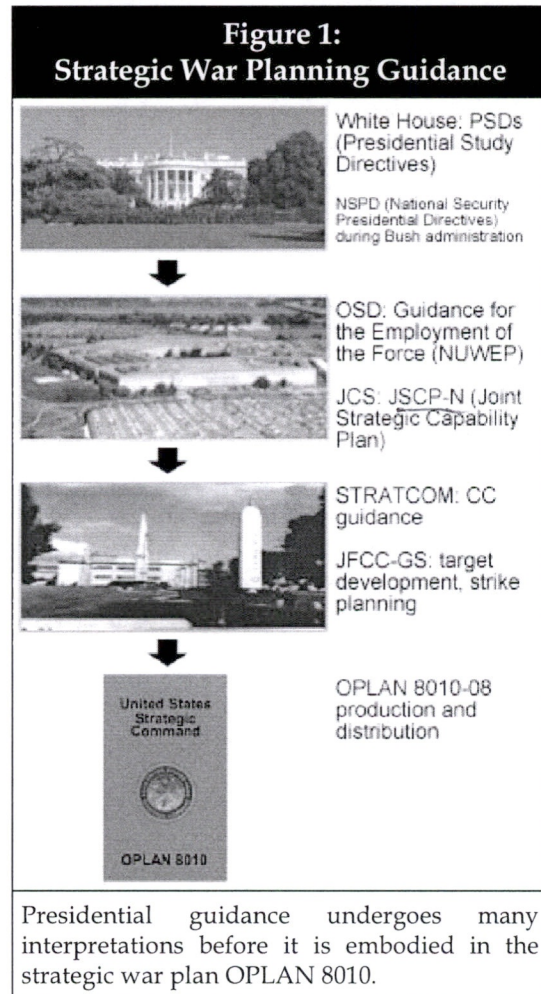 Figure 1:
Strategic War Planning Guidance
White House: PSDs
(Presidential Study
Directives)
NSPD (National Security
Presidential Directives)
during Bush administration
OSD: Guidance for
the Employment of
the Force (NUWEP)
JCS: JSCP-N (Joint
Strategic Capability
Plan)
STRATCOM: CC
guidance
JFCC-GS: target
development, strike
planning
United States
Strategic
Command
OPLAN 8010
OPLAN 8010-08
production and
distribution
Presidential guidance undergoes many
interpretations before it is embodied in the
strategic war plan OPLAN 8010.